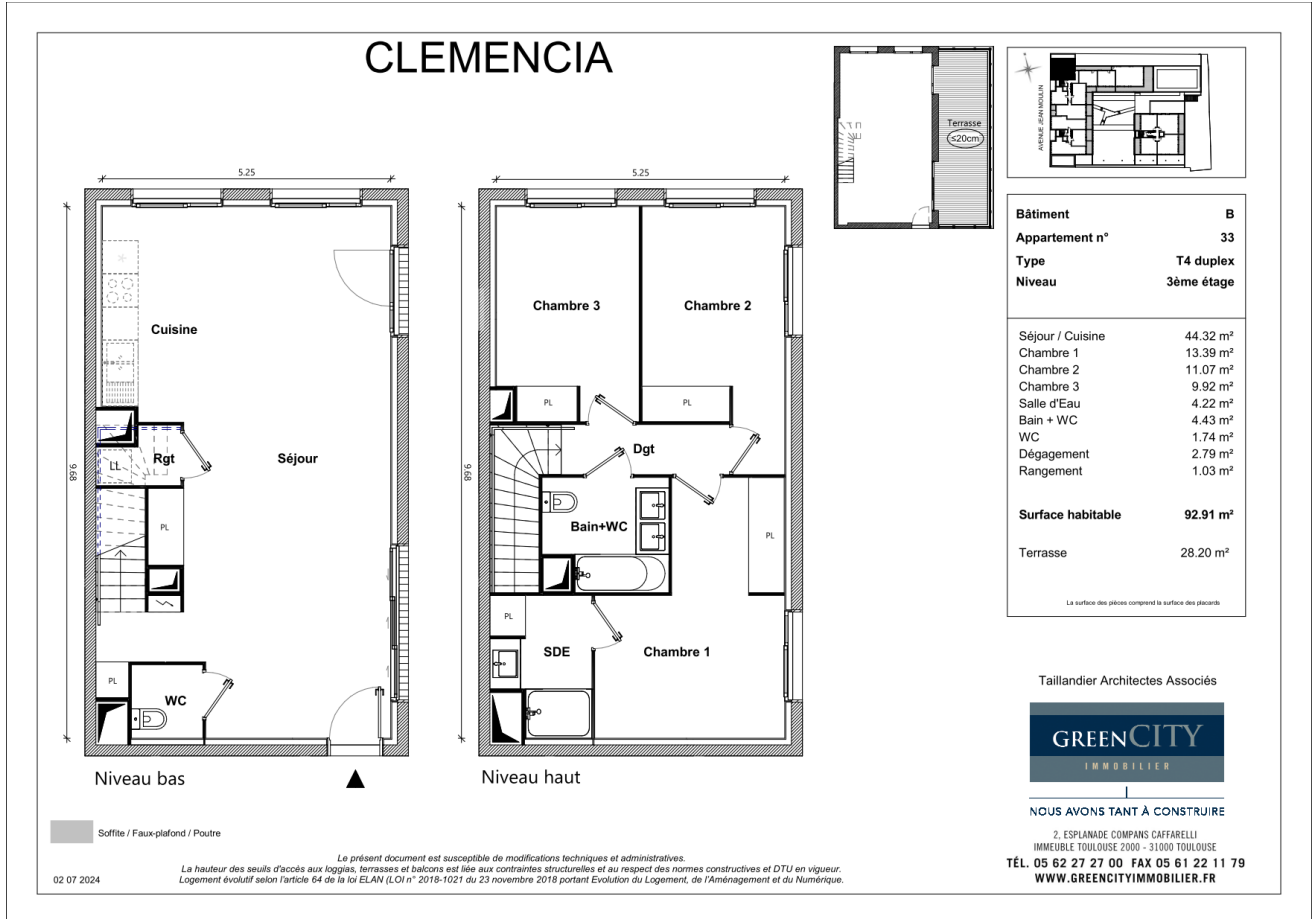 CLEMENCIA
Terrasse
≤20cm
AVENUE JEAN MOULIN
5.25
5.25
9.68
9.68
Cuisine
Séjour
Rgt
LL
PL
PL
WC
Niveau bas
Chambre 3
Chambre 2
PL
PL
Dgt
Bain+WC
PL
PL
SDE
Chambre 1
Niveau haut
Bâtiment B
Appartement n° 33
Type T4 duplex
Niveau 3ème étage
Séjour / Cuisine 44.32 m²
Chambre 1 13.39 m²
Chambre 2 11.07 m²
Chambre 3 9.92 m²
Salle d'Eau 4.22 m²
Bain + WC 4.43 m²
WC 1.74 m²
Dégagement 2.79 m²
Rangement 1.03 m²
Surface habitable 92.91 m²
Terrasse 28.20 m²
La surface des pièces comprend la surface des placards
Taillandier Architectes Associés
GREENCITY
IMMOBILIER
NOUS AVONS TANT À CONSTRUIRE
2, ESPLANADE COMPANS CAFFARELLI
IMMEUBLE TOULOUSE 2000 - 31000 TOULOUSE
TÉL. 05 62 27 27 00 FAX 05 61 22 11 79
WWW.GREENCITYIMMOBILIER.FR
Soffite / Faux-plafond / Poutre
Le présent document est susceptible de modifications techniques et administratives.
La hauteur des seuils d'accès aux loggias, terrasses et balcons est liée aux contraintes structurelles et au respect des normes constructives et DTU en vigueur.
Logement évolutif selon l'article 64 de la loi ELAN (LOI n° 2018-1021 du 23 novembre 2018 portant Evolution du Logement, de l'Aménagement et du Numérique.
02 07 2024